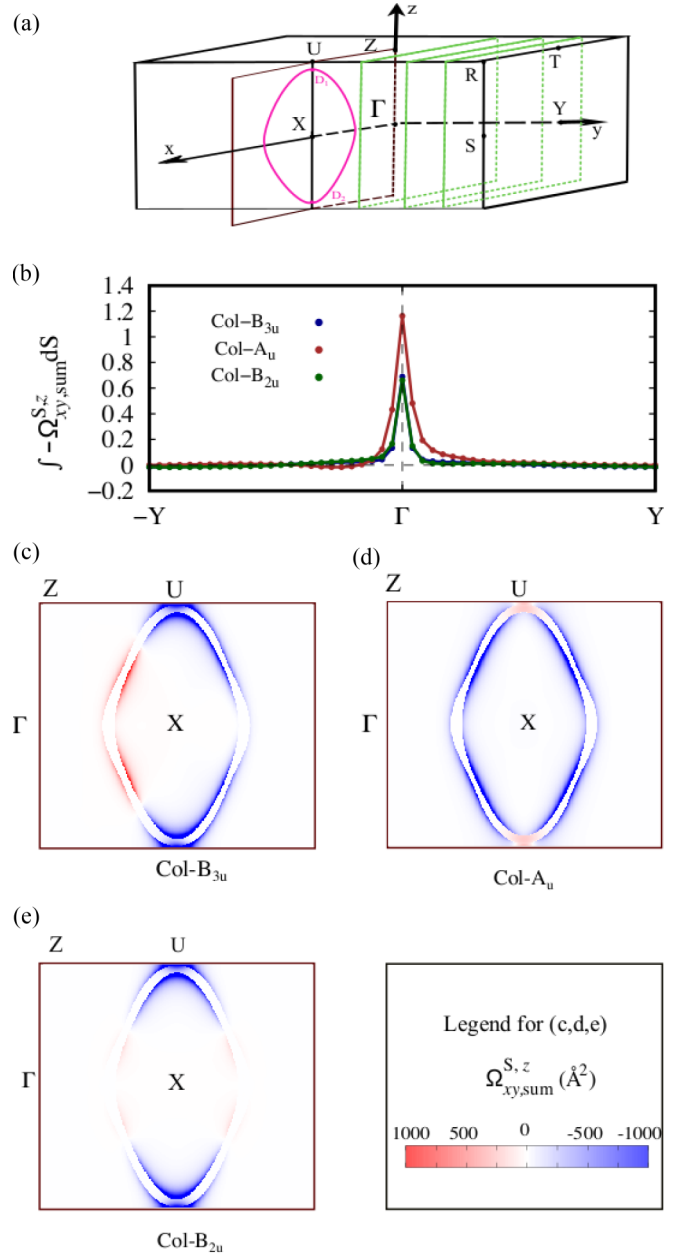 (a)
z
U
Z
D₁
R
T
X
Γ
Y
x
S
y
D₂
(b)
∫ −Ω^{S,z}_{xy,sum}dS
1.4
1.2
1
0.8
0.6
0.4
0.2
0
−0.2
Col−B₃ᵤ
Col−Aᵤ
Col−B₂ᵤ
−Y
Γ
Y
(c)
Z
U
Γ
X
Col-B₃ᵤ
(d)
Z
U
Γ
X
Col-Aᵤ
(e)
Z
U
Γ
X
Col-B₂ᵤ
Legend for (c,d,e)
Ω^{S, z}_{xy,sum} (Å²)
1000 500 0 -500 -1000